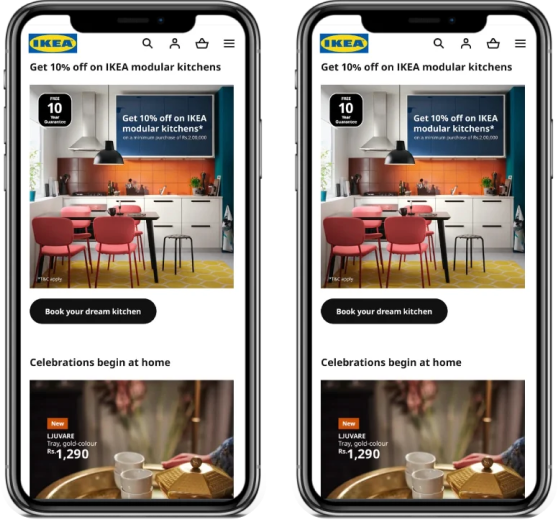 IKEA
Get 10% off on IKEA modular kitchens
FREE
10
Year
Guarantee
Get 10% off on IKEA
modular kitchens*
on a minimum purchase of Rs.2,00,000
*T&C apply
Book your dream kitchen
Celebrations begin at home
New
LJUVARE
Tray, gold-colour
Rs.1,290
IKEA
Get 10% off on IKEA modular kitchens
FREE
10
Year
Guarantee
Get 10% off on IKEA
modular kitchens*
on a minimum purchase of Rs.2,00,000
*T&C apply
Book your dream kitchen
Celebrations begin at home
New
LJUVARE
Tray, gold-colour
Rs.1,290